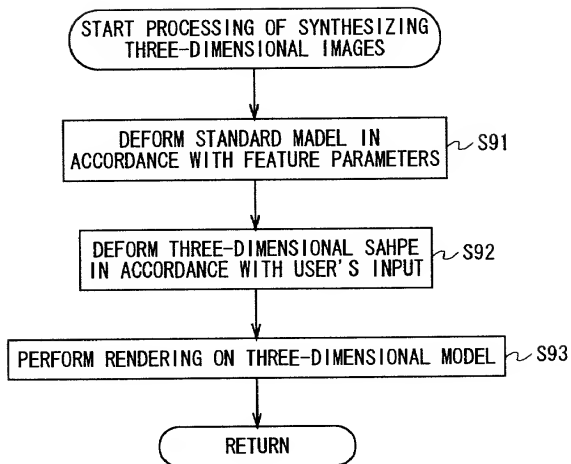 START PROCESSING OF SYNTHESIZING
THREE-DIMENSIONAL IMAGES
DEFORM STANDARD MADEL IN
ACCORDANCE WITH FEATURE PARAMETERS
S91
DEFORM THREE-DIMENSIONAL SAHPE
IN ACCORDANCE WITH USER'S INPUT
S92
PERFORM RENDERING ON THREE-DIMENSIONAL MODEL
S93
RETURN